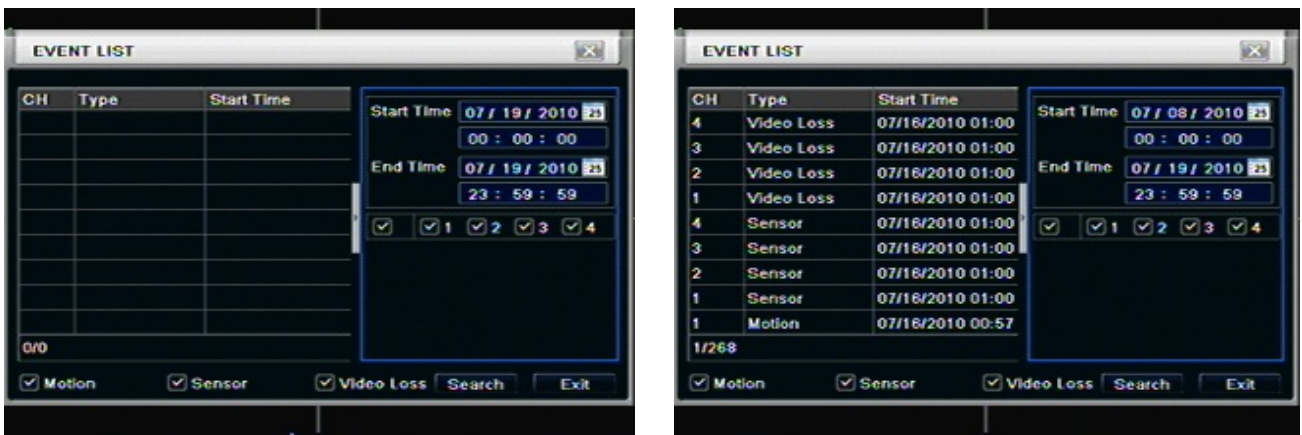 EVENT LIST
CH Type Start Time
Start Time 07 / 19 / 2010 25
00 : 00 : 00
End Time 07 / 19 / 2010 25
23 : 59 : 59
1 2 3 4
0/0
Motion Sensor Video Loss Search Exit
EVENT LIST
CH Type Start Time
4 Video Loss 07/16/2010 01:00
3 Video Loss 07/16/2010 01:00
2 Video Loss 07/16/2010 01:00
1 Video Loss 07/16/2010 01:00
4 Sensor 07/16/2010 01:00
3 Sensor 07/16/2010 01:00
2 Sensor 07/16/2010 01:00
1 Sensor 07/16/2010 01:00
1 Motion 07/16/2010 00:57
1/268
Start Time 07 / 08 / 2010 25
00 : 00 : 00
End Time 07 / 19 / 2010 25
23 : 59 : 59
1 2 3 4
Motion Sensor Video Loss Search Exit